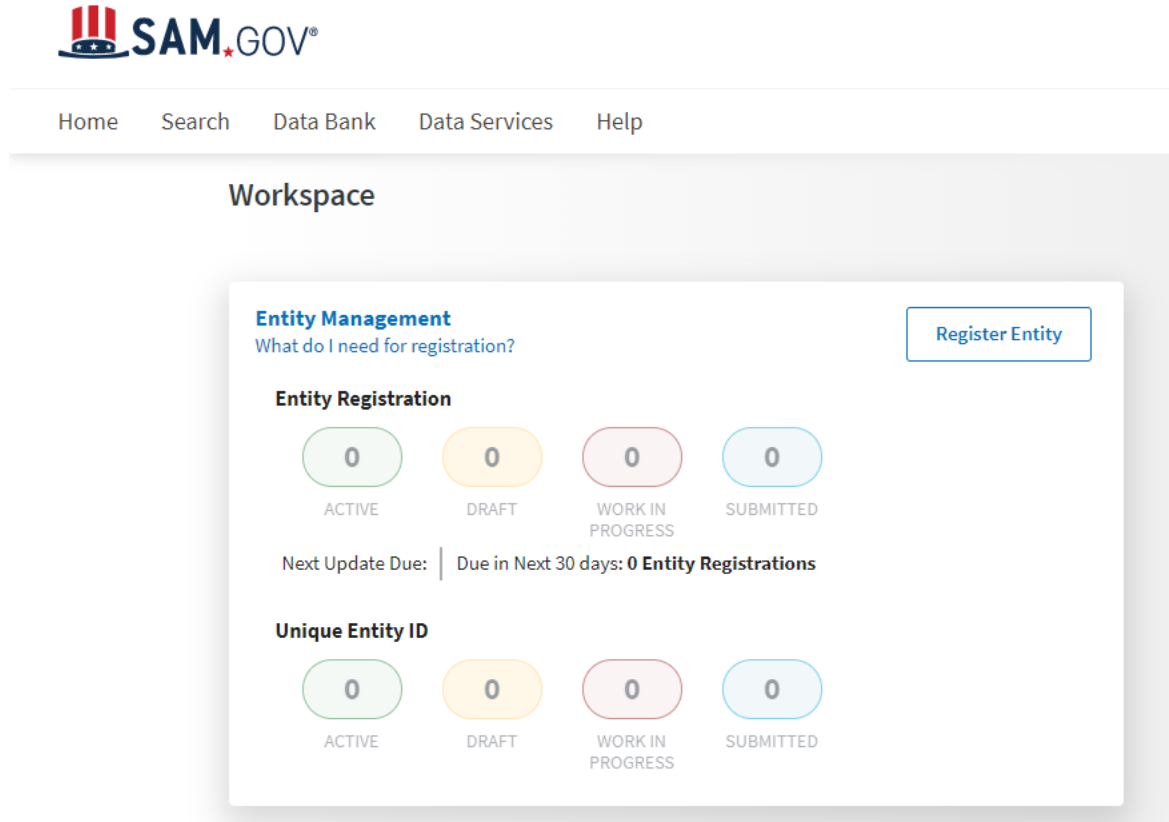 SAM.GOV®
Home Search Data Bank Data Services Help
Workspace
Entity Management
What do I need for registration?
Register Entity
Entity Registration
0 0 0 0
ACTIVE DRAFT WORK IN PROGRESS SUBMITTED
Next Update Due: Due in Next 30 days: 0 Entity Registrations
Unique Entity ID
0 0 0 0
ACTIVE DRAFT WORK IN PROGRESS SUBMITTED